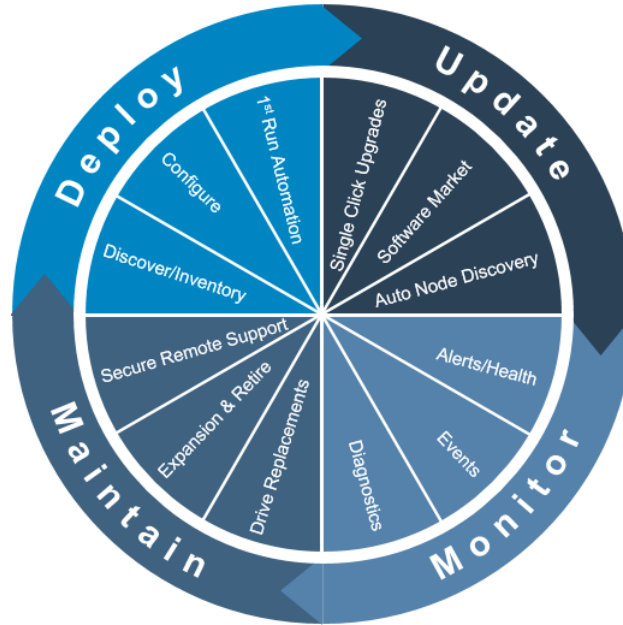 Deploy
Discover/Inventory
Configure
1st Run Automation
Update
Single Click Upgrades
Software Market
Auto Node Discovery
Monitor
Alerts/Health
Events
Diagnostics
Maintain
Drive Replacements
Expansion & Retire
Secure Remote Support